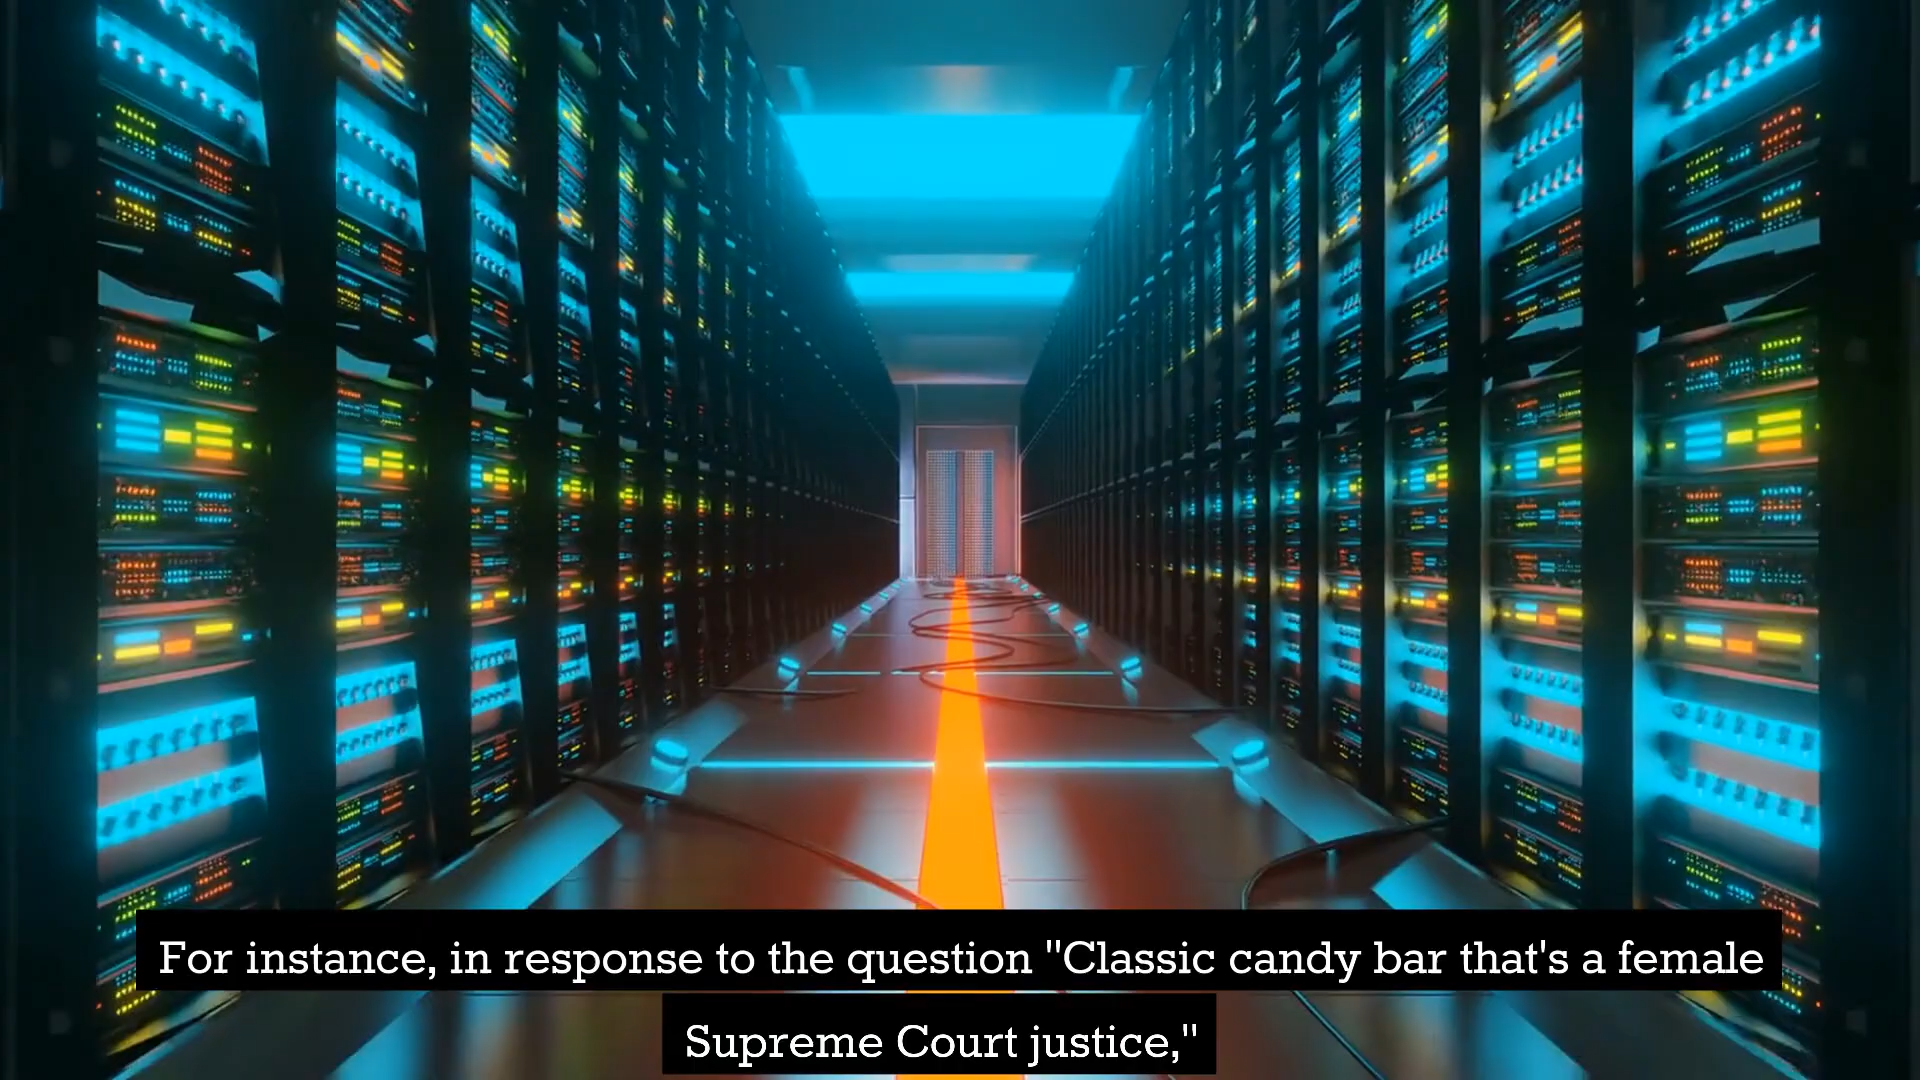 For instance, in response to the question "Classic candy bar that's a female
Supreme Court justice,"